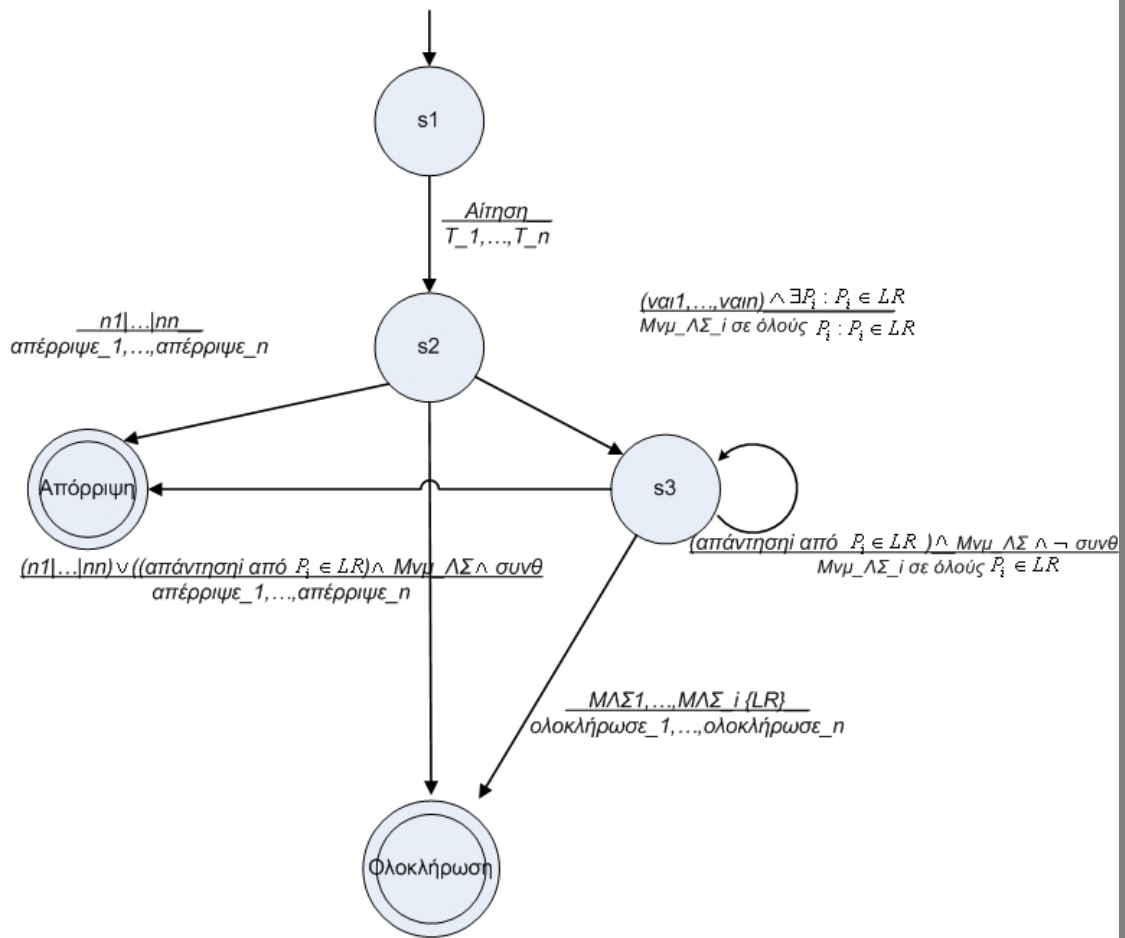 s1
Αίτηση
T_1,...,T_n
(ναι1,...,ναιn) ∧ ∃P_i : P_i ∈ LR
Μνμ_ΛΣ_i σε όλούς P_i : P_i ∈ LR
n1|...|nn
απέρριψε_1,...,απέρριψε_n
s2
Απόρριψη
s3
(απάντησηi από P_i ∈ LR ) ∧ Μνμ_ΛΣ ∧ ¬ συνθ
Μνμ_ΛΣ_i σε όλούς P_i ∈ LR
(n1|...|nn) ∨ ((απάντησηi από P_i ∈ LR) ∧ Μνμ_ΛΣ ∧ συνθ
απέρριψε_1,...,απέρριψε_n
ΜΛΣ1,...,ΜΛΣ_i {LR}
ολοκλήρωσε_1,...,ολοκλήρωσε_n
Ολοκλήρωση